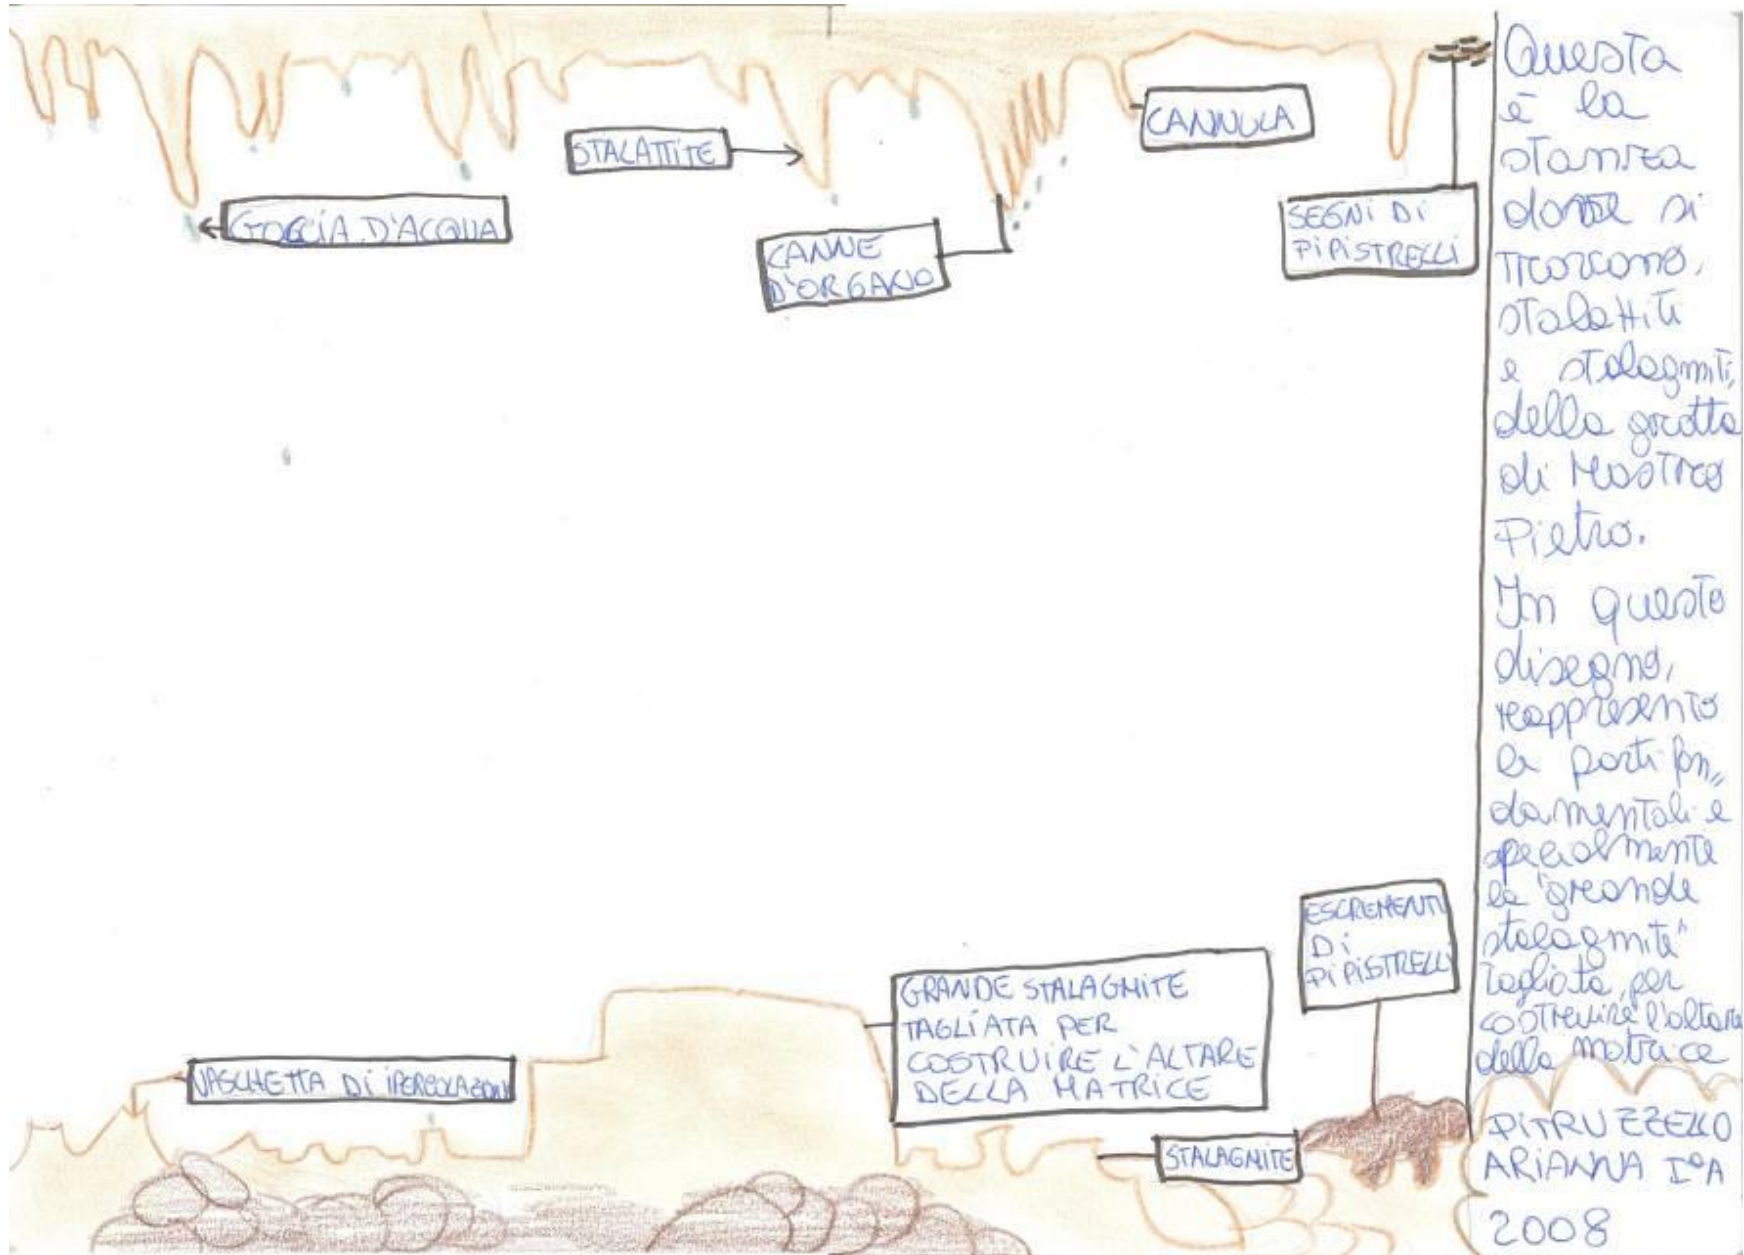 CANNULA
STALATTITE
GOCCIA D'ACQUA
CANNE
D'ORGANO
SEGNI DI
PIPISTRELLI
ESCREMENTI
DI
PIPISTRELLI
GRANDE STALAGMITE
TAGLIATA PER
COSTRUIRE L'ALTARE
DELLA MATRICE
VASCHETTA DI IPERCOLAZIONE
STALAGMITE
Questa
è la
stanza
dove si
trovano,
stalattiti
e stalagmiti,
della grotta
di Mastro
Pietro.
In questo
disegno,
rappresento
le parti fon„
damentali e
specialmente
la "grande
stalagmite"
tagliata, per
costruire l'altare
della matrice
PITRUZZELLO
ARIANNA I°A
2008